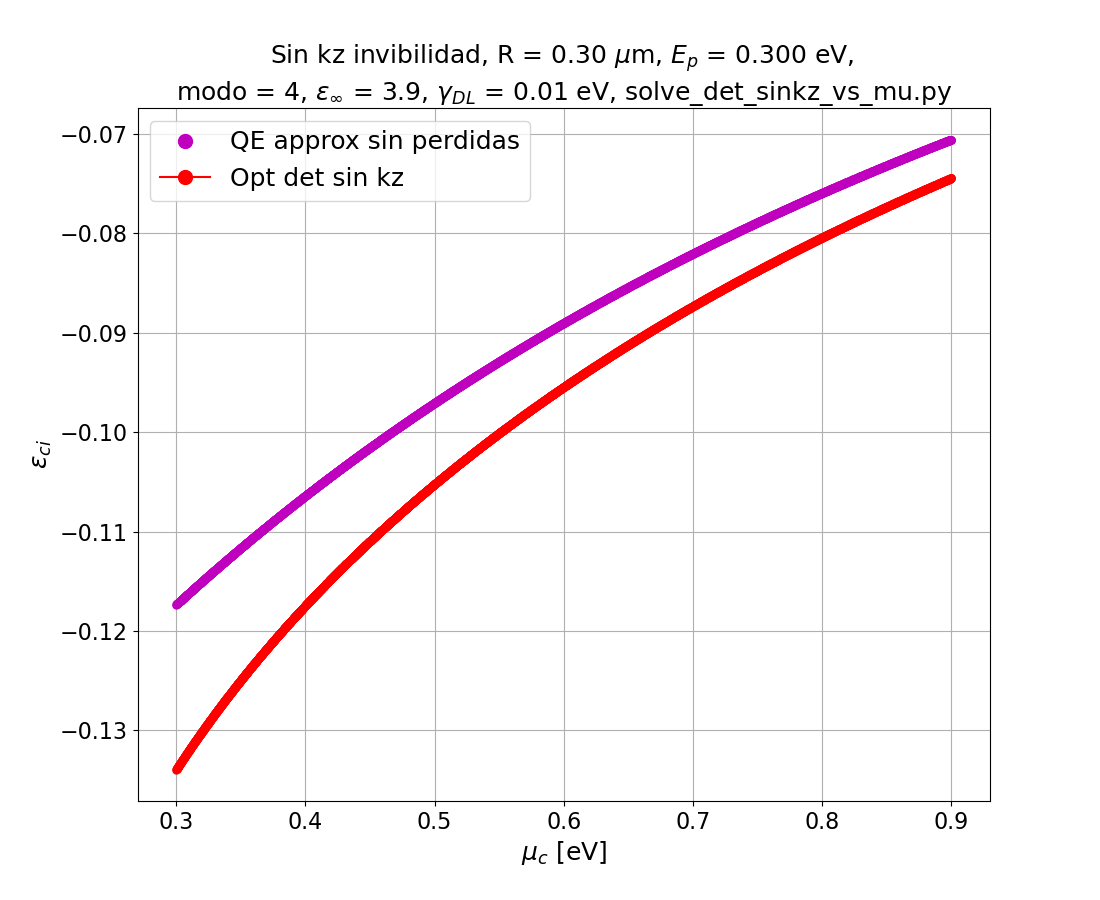 Sin kz invibilidad, R = 0.30 μm, E_p = 0.300 eV,
modo = 4, ε_∞ = 3.9, γ_DL = 0.01 eV, solve_det_sinkz_vs_mu.py
QE approx sin perdidas
Opt det sin kz
−0.07
−0.08
−0.09
−0.10
−0.11
−0.12
−0.13
ε_ci
0.3 0.4 0.5 0.6 0.7 0.8 0.9
μ_c [eV]